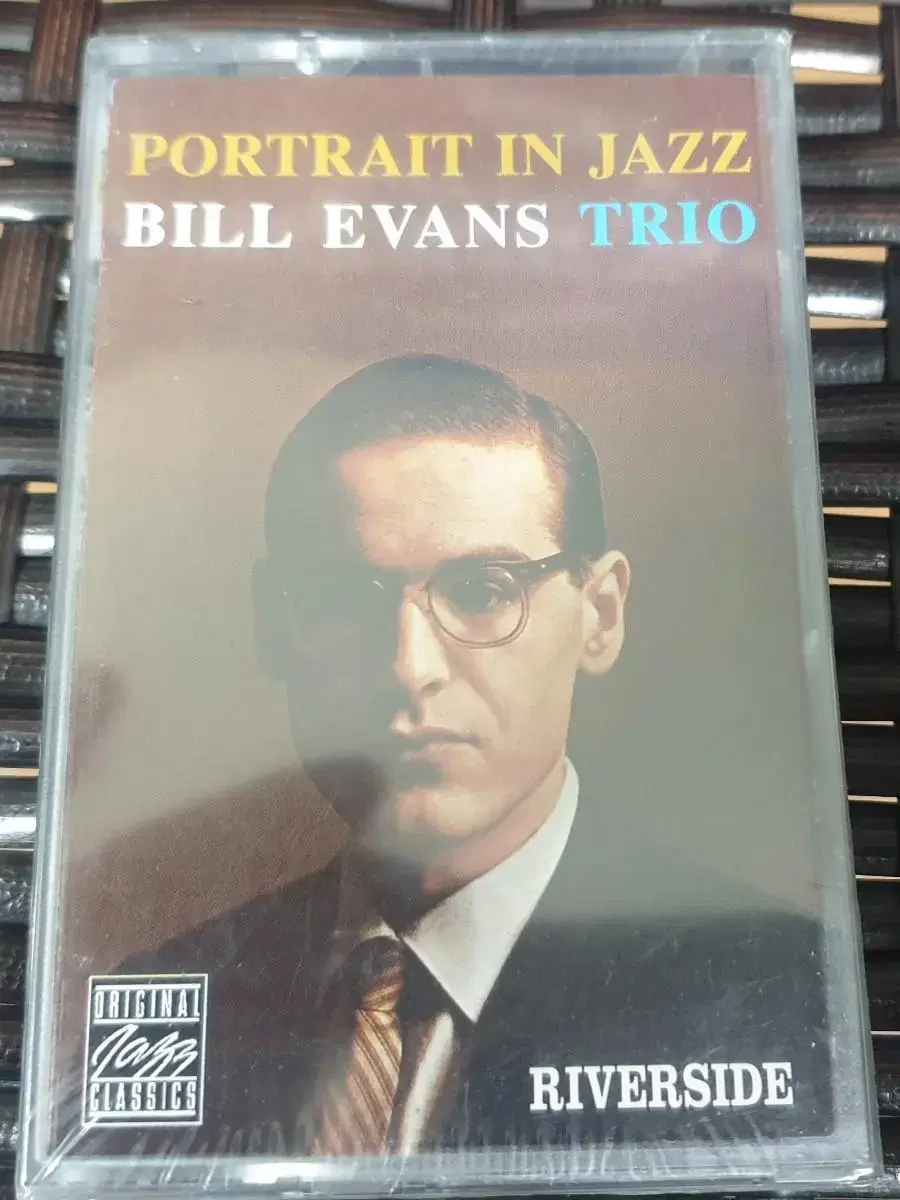 PORTRAIT IN JAZZ
BILL EVANS TRIO
ORIGINAL
Jazz
CLASSICS
RIVERSIDE